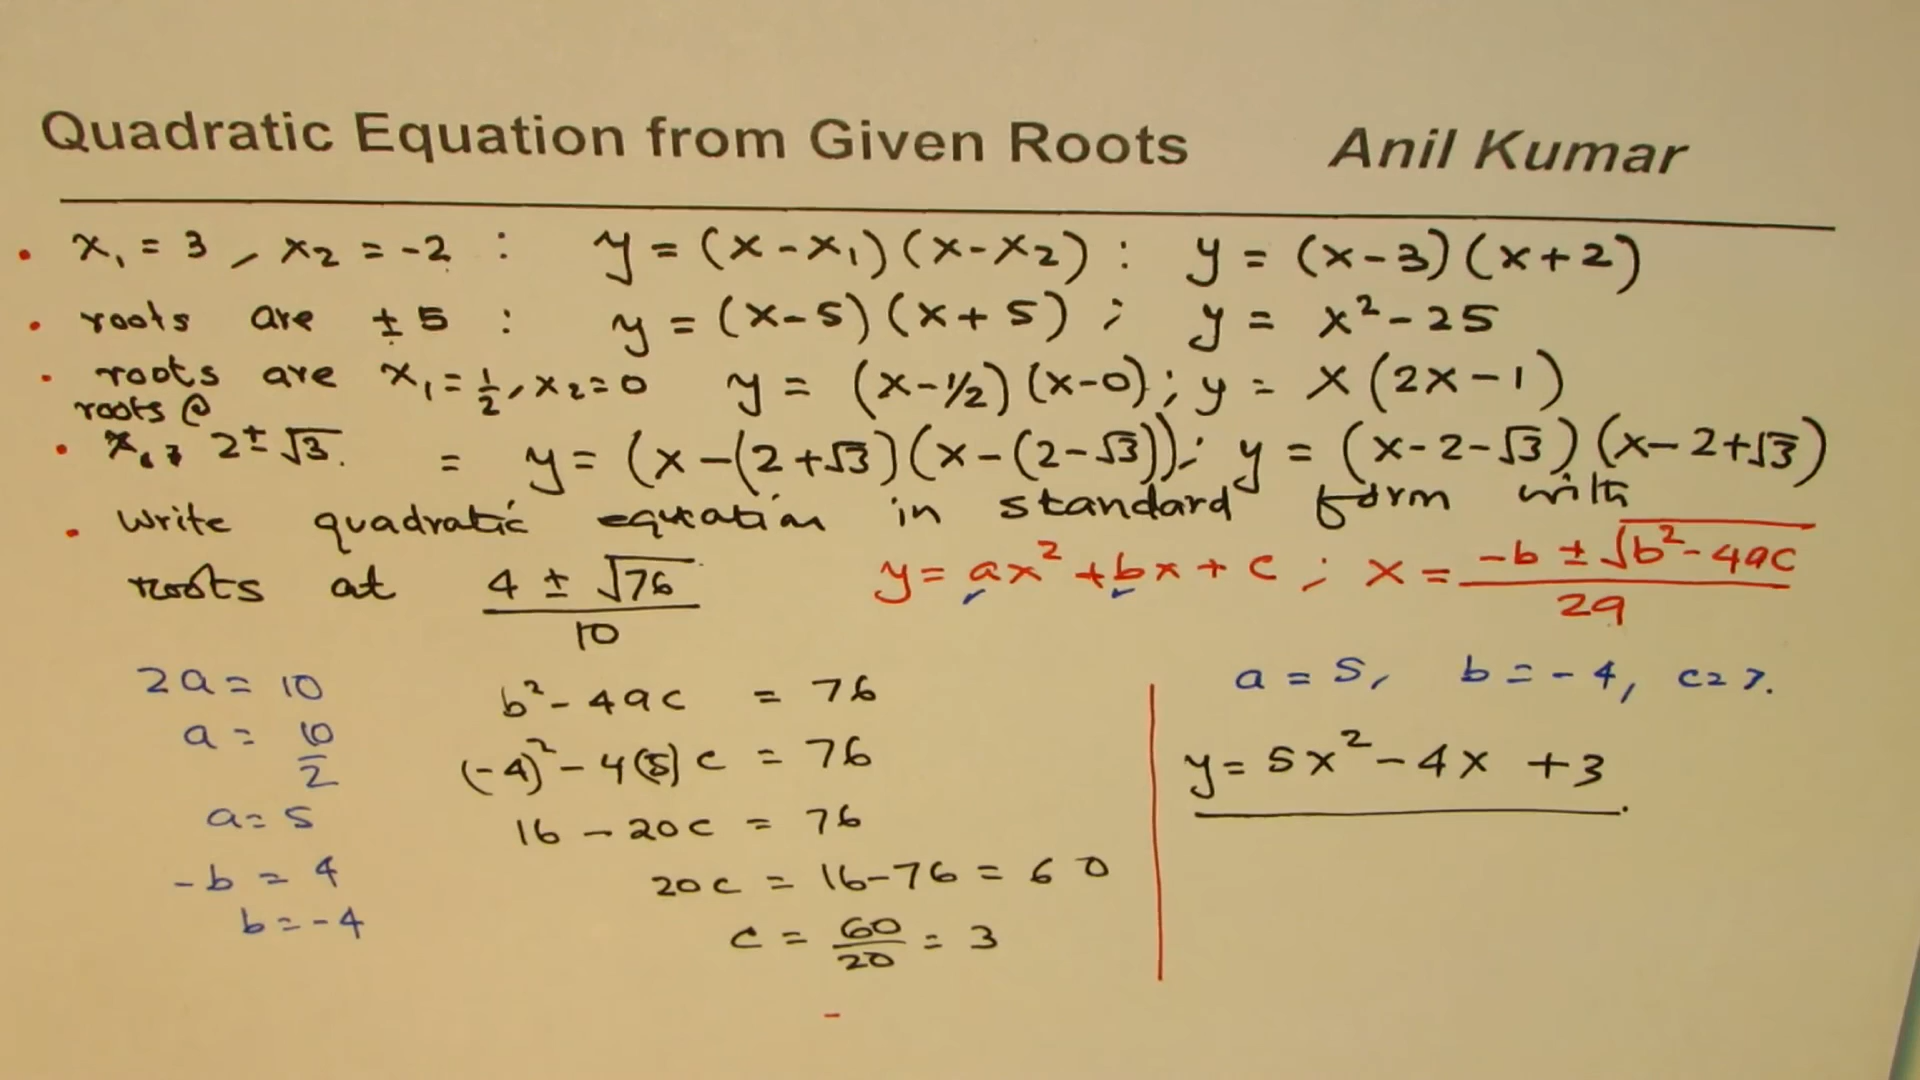 Quadratic Equation from Given Roots Anil Kumar
• x₁ = 3, x₂ = -2 : y = (x-x₁)(x-x₂) : y = (x-3)(x+2)
• roots are ±5 : y = (x-5)(x+5) ; y = x²-25
• roots are x₁ = 1/2, x₂ = 0 y = (x-1/2)(x-0) ; y = x(2x-1)
roots @
• 2±√3. = y = (x-(2+√3)(x-(2-√3)) ; y = (x-2-√3)(x-2+√3)
• Write quadratic equation in standard form with
roots at (4 ± √76)/10 y = ax² + bx + c ; x = (-b ± √(b²-4ac))/2a
2a = 10
a = 10/2
a = 5
-b = 4
b = -4
b² - 4ac = 76
(-4)² - 4(5)c = 76
16 - 20c = 76
20c = 16-76 = 60
c = 60/20 = 3
a = 5, b = -4, c = ?.
y = 5x² - 4x + 3